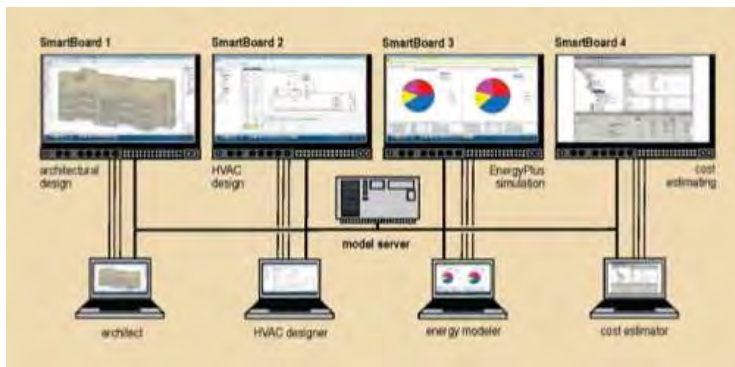 SmartBoard 1
SmartBoard 2
SmartBoard 3
SmartBoard 4
architectural
design
HVAC
design
EnergyPlus
simulation
cost
estimating
model server
architect
HVAC designer
energy modeler
cost estimator